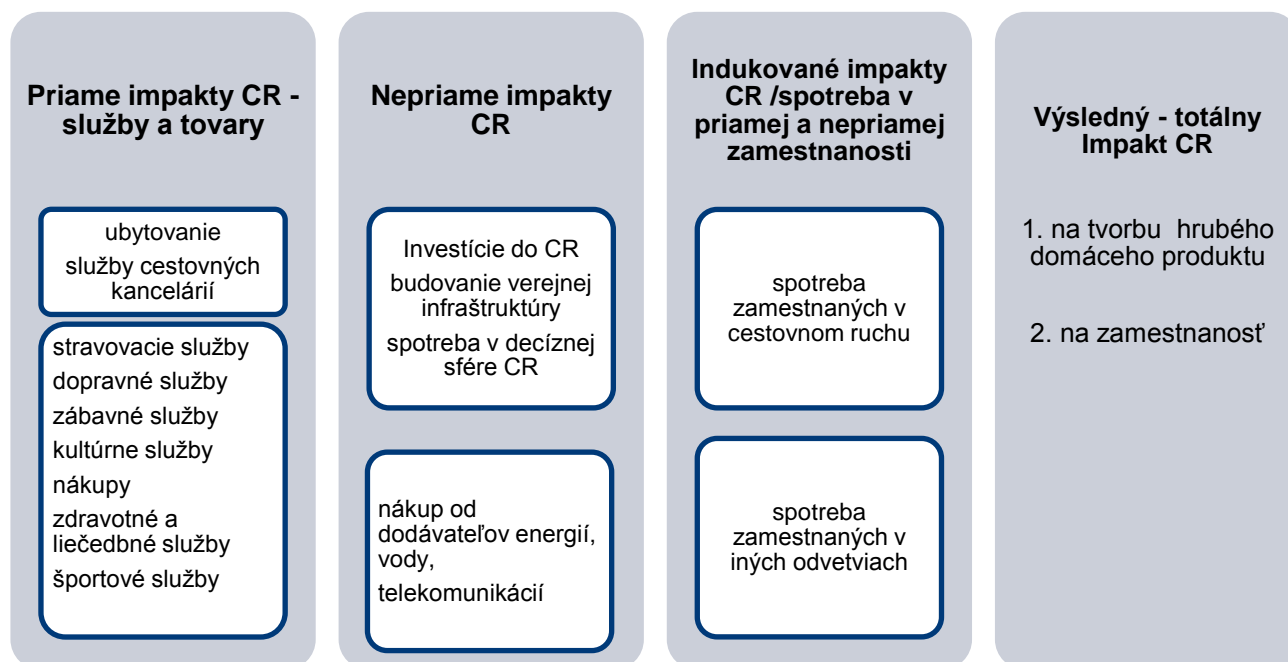 Priame impakty CR -
služby a tovary
ubytovanie
služby cestovných
kancelárií
stravovacie služby
dopravné služby
zábavné služby
kultúrne služby
nákupy
zdravotné a
liečedbné služby
športové služby
Nepriame impakty
CR
Investície do CR
budovanie verejnej
infraštruktúry
spotreba v decíznej
sfére CR
nákup od
dodávateľov energií,
vody,
telekomunikácií
Indukované impakty
CR /spotreba v
priamej a nepriamej
zamestnanosti
spotreba
zamestnaných v
cestovnom ruchu
spotreba
zamestnaných v
iných odvetviach
Výsledný - totálny
Impakt CR
1. na tvorbu hrubého
domáceho produktu
2. na zamestnanosť